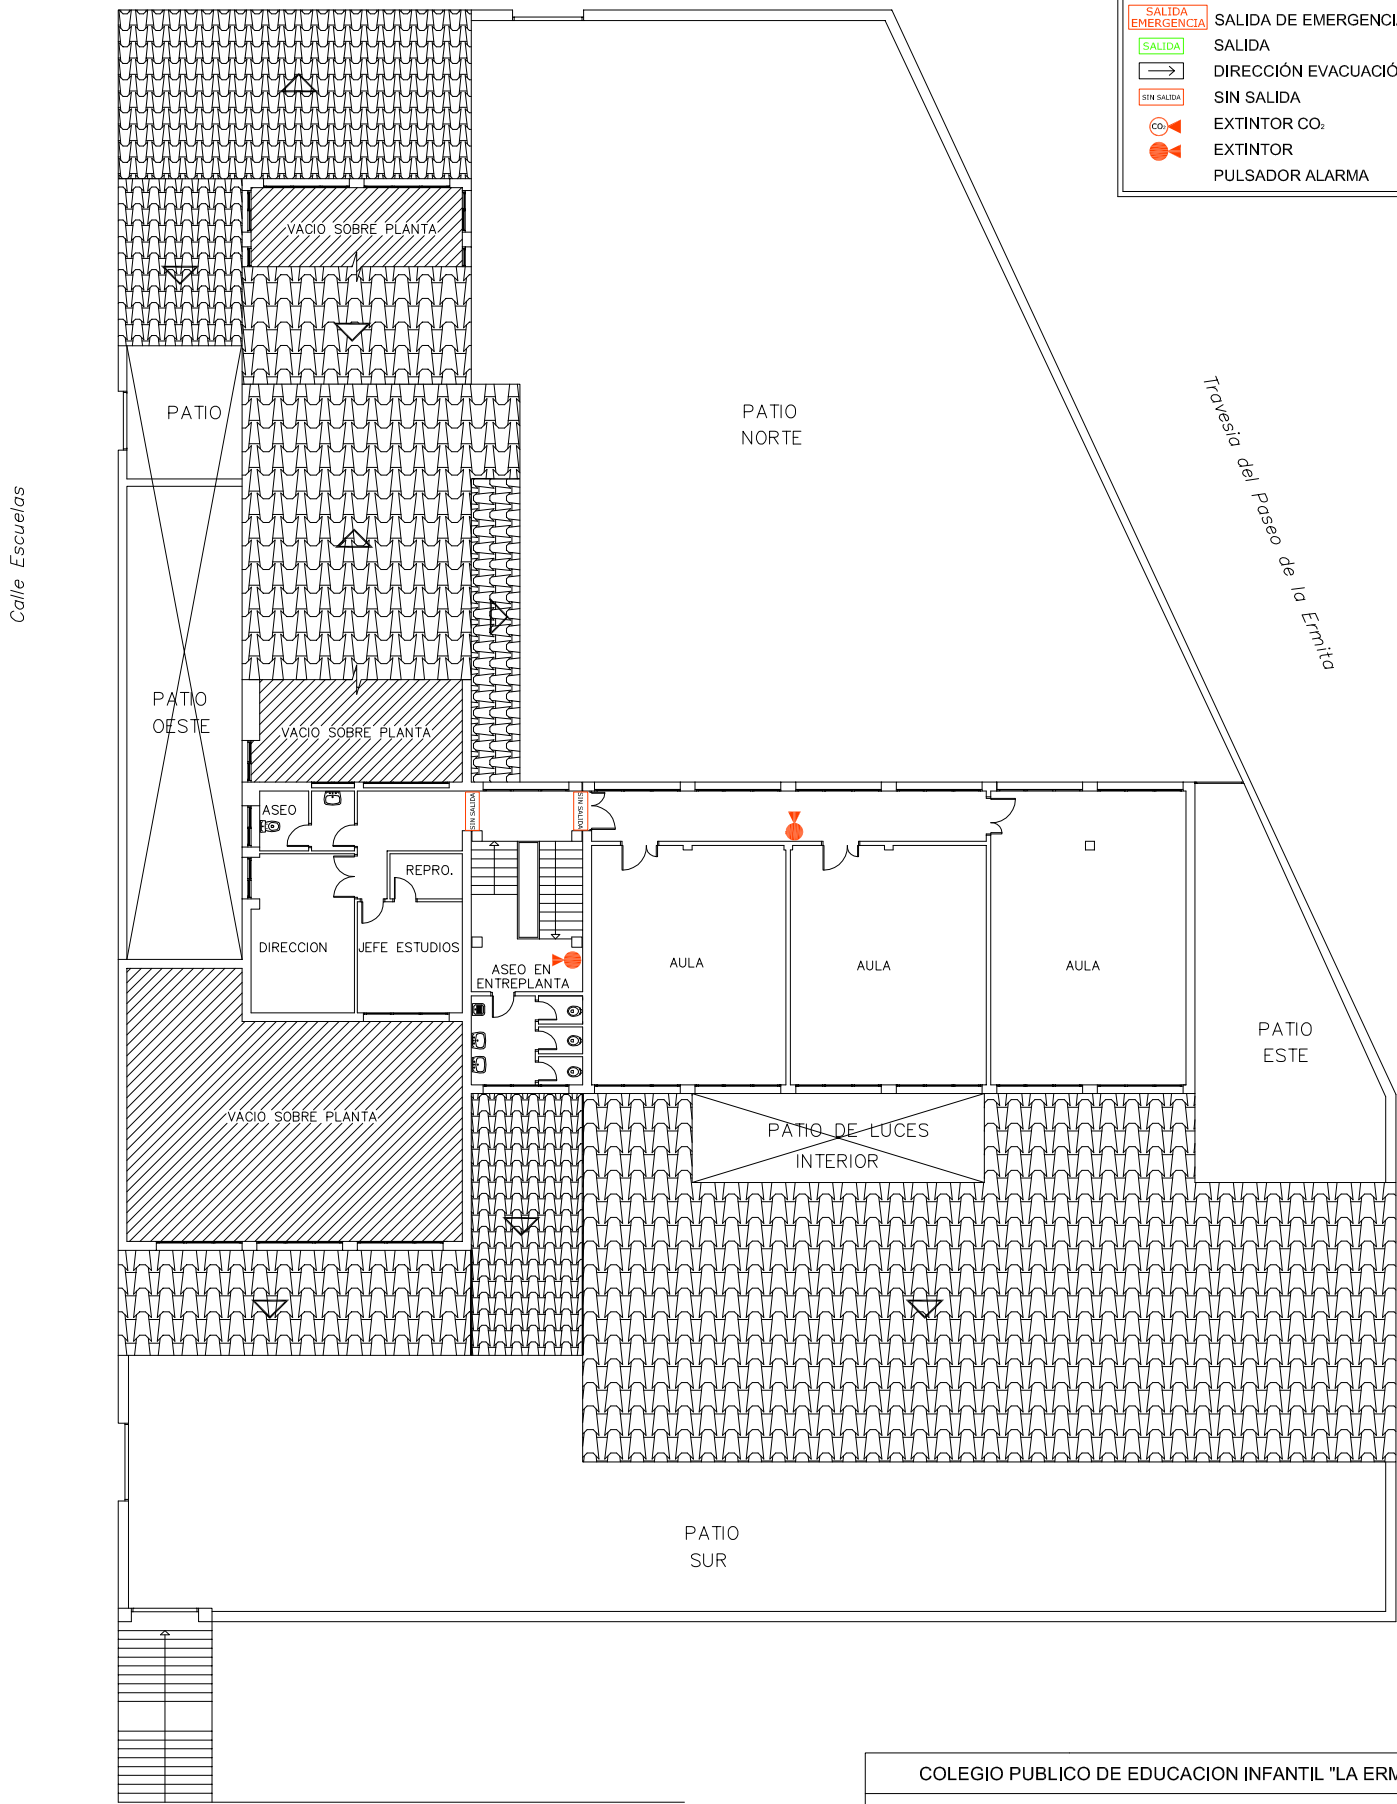 SALIDA
EMERGENCIA
SALIDA DE EMERGENCI
SALIDA
SALIDA
DIRECCIÓN EVACUACIÓ
SIN SALIDA
SIN SALIDA
CO₂
EXTINTOR CO₂
EXTINTOR
PULSADOR ALARMA
VACIO SOBRE PLANTA
PATIO
PATIO
NORTE
Travesia del Paseo de la Ermita
Calle Escuelas
PATIO
OESTE
VACIO SOBRE PLANTA
ASEO
SIN SALIDA
SIN SALIDA
REPRO.
DIRECCION
JEFE ESTUDIOS
ASEO EN
ENTREPLANTA
AULA
AULA
AULA
PATIO
ESTE
VACIO SOBRE PLANTA
PATIO DE LUCES
INTERIOR
PATIO
SUR
COLEGIO PUBLICO DE EDUCACION INFANTIL "LA ERM